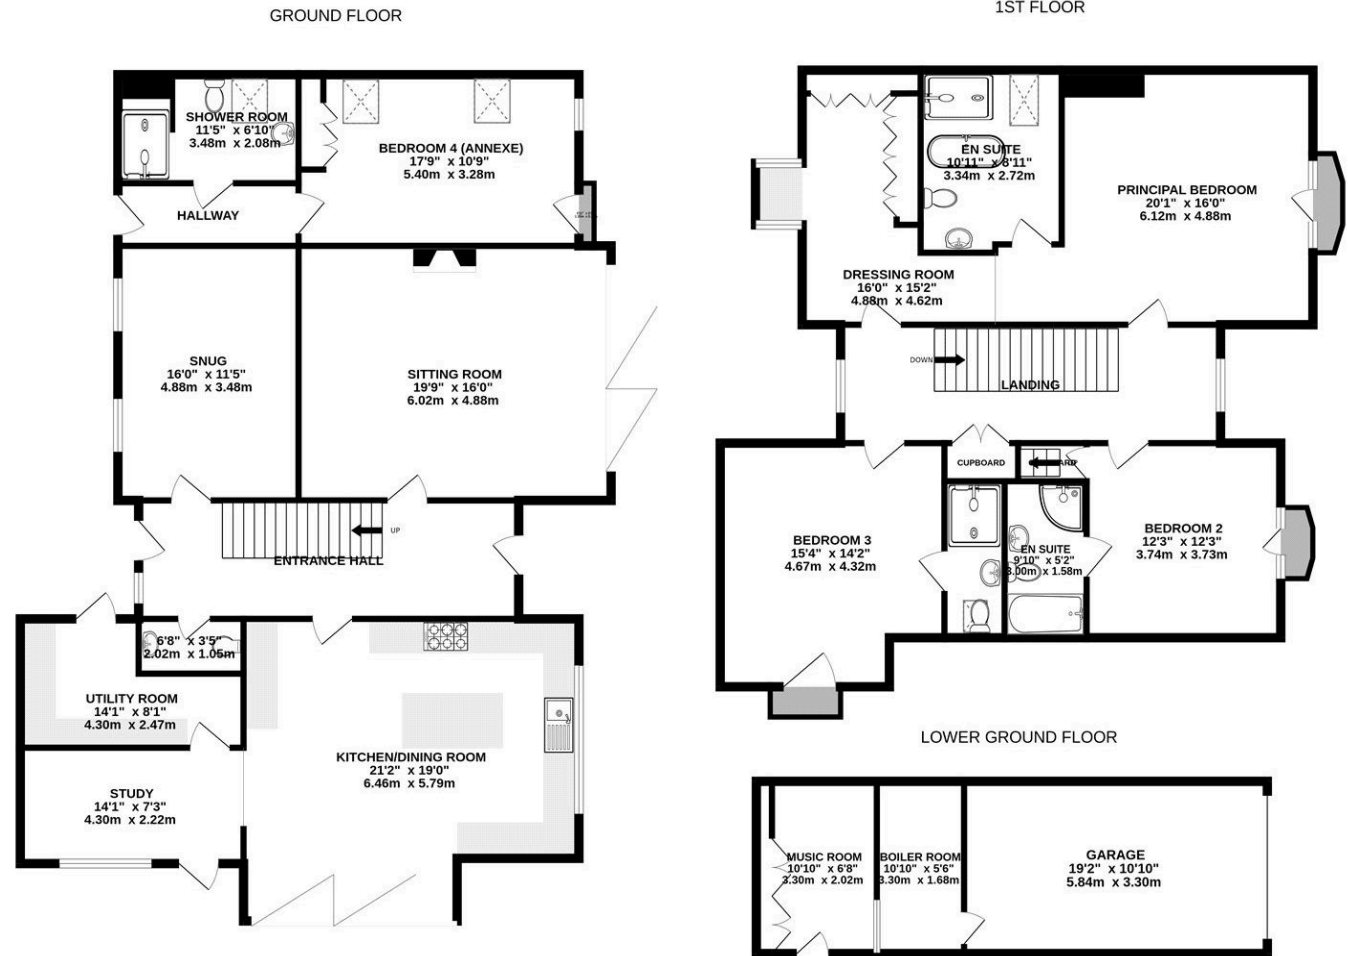 GROUND FLOOR
SHOWER ROOM
11'5" x 6'10"
3.48m x 2.08m
BEDROOM 4 (ANNEXE)
17'9" x 10'9"
5.40m x 3.28m
HALLWAY
SNUG
16'0" x 11'5"
4.88m x 3.48m
SITTING ROOM
19'9" x 16'0"
6.02m x 4.88m
UP
ENTRANCE HALL
6'8" x 3'5"
2.02m x 1.05m
UTILITY ROOM
14'1" x 8'1"
4.30m x 2.47m
KITCHEN/DINING ROOM
21'2" x 19'0"
6.46m x 5.79m
STUDY
14'1" x 7'3"
4.30m x 2.22m
1ST FLOOR
EN SUITE
10'11" x 8'11"
3.34m x 2.72m
PRINCIPAL BEDROOM
20'1" x 16'0"
6.12m x 4.88m
DRESSING ROOM
16'0" x 15'2"
4.88m x 4.62m
DOWN
LANDING
CUPBOARD
BEDROOM 3
15'4" x 14'2"
4.67m x 4.32m
EN SUITE
9'10" x 5'2"
3.00m x 1.58m
BEDROOM 2
12'3" x 12'3"
3.74m x 3.73m
LOWER GROUND FLOOR
MUSIC ROOM
10'10" x 6'8"
3.30m x 2.02m
BOILER ROOM
10'10" x 5'6"
3.30m x 1.68m
GARAGE
19'2" x 10'10"
5.84m x 3.30m